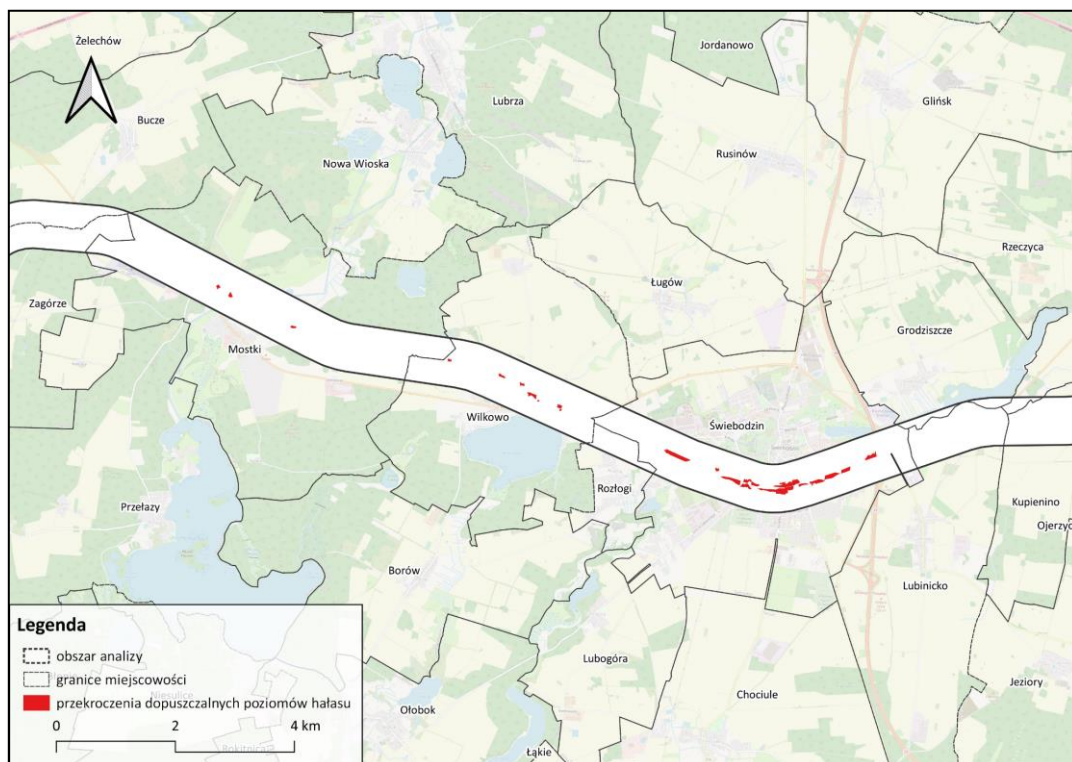 Żelechów
Jordanowo
Glińsk
Bucze
Lubrza
Nowa Wioska
Rusinów
Rzeczyca
Zagórze
Ługów
Grodziszcze
Mostki
Wilkowo
Świebodzin
Rozłogi
Przełazy
Kupienino
Ojerzyc
Borów
Lubinicko
Lubogóra
Chociule
Jeziory
Ołobok
Łąkie
Niesulice
Rokitnica
Legenda
obszar analizy
granice miejscowości
przekroczenia dopuszczalnych poziomów hałasu
0 2 4 km